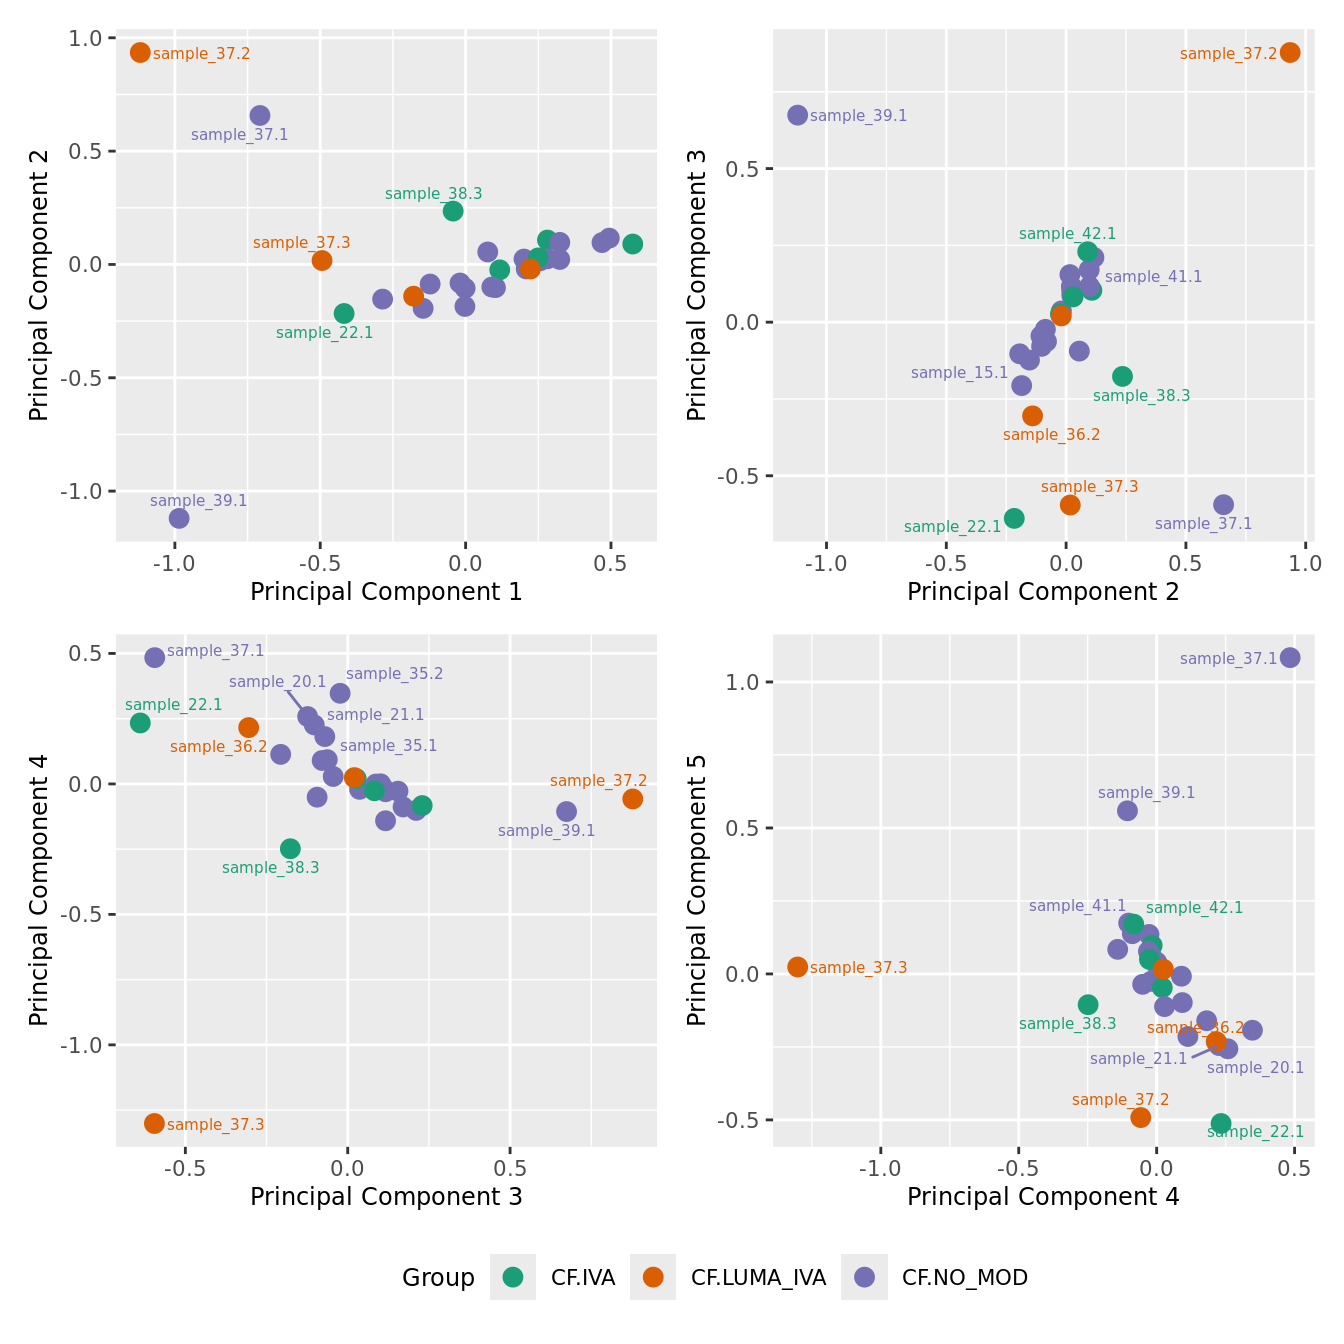 1.0
0.5
0.0
-0.5
-1.0
Principal Component 2
sample_37.2
sample_37.1
sample_38.3
sample_37.3
sample_22.1
sample_39.1
-1.0 -0.5 0.0 0.5
Principal Component 1
0.5
0.0
-0.5
Principal Component 3
sample_37.2
sample_39.1
sample_42.1
sample_41.1
sample_15.1
sample_38.3
sample_36.2
sample_37.3
sample_22.1
sample_37.1
-1.0 -0.5 0.0 0.5 1.0
Principal Component 2
0.5
0.0
-0.5
-1.0
Principal Component 4
sample_37.1
sample_35.2
sample_20.1
sample_22.1
sample_21.1
sample_36.2
sample_35.1
sample_37.2
sample_39.1
sample_38.3
sample_37.3
-0.5 0.0 0.5
Principal Component 3
1.0
0.5
0.0
-0.5
Principal Component 5
sample_37.1
sample_39.1
sample_41.1
sample_42.1
sample_37.3
sample_38.3
sample_36.2
sample_21.1
sample_20.1
sample_37.2
sample_22.1
-1.0 -0.5 0.0 0.5
Principal Component 4
Group CF.IVA CF.LUMA_IVA CF.NO_MOD